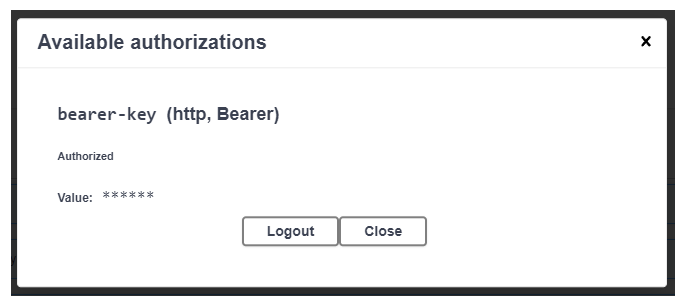 Available authorizations x
bearer-key (http, Bearer)
Authorized
Value: ******
Logout Close